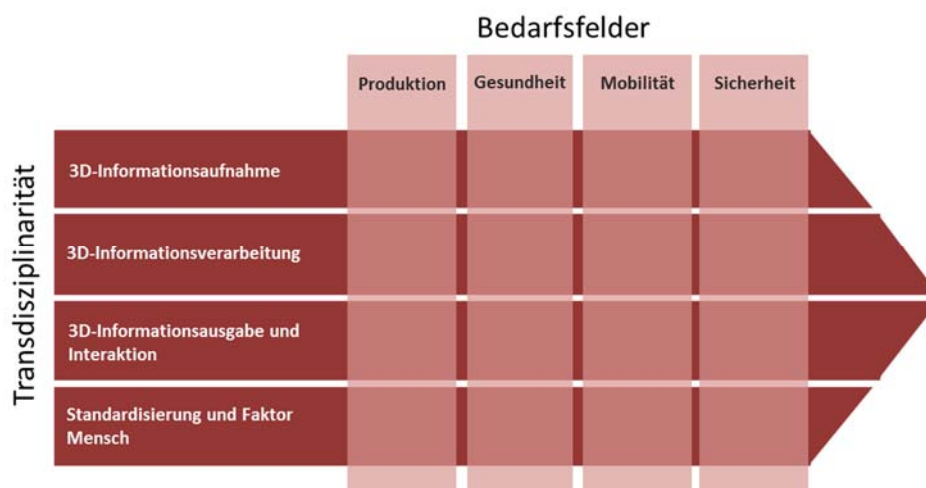 Bedarfsfelder
Produktion
Gesundheit
Mobilität
Sicherheit
Transdisziplinarität
3D-Informationsaufnahme
3D-Informationsverarbeitung
3D-Informationsausgabe und
Interaktion
Standardisierung und Faktor
Mensch